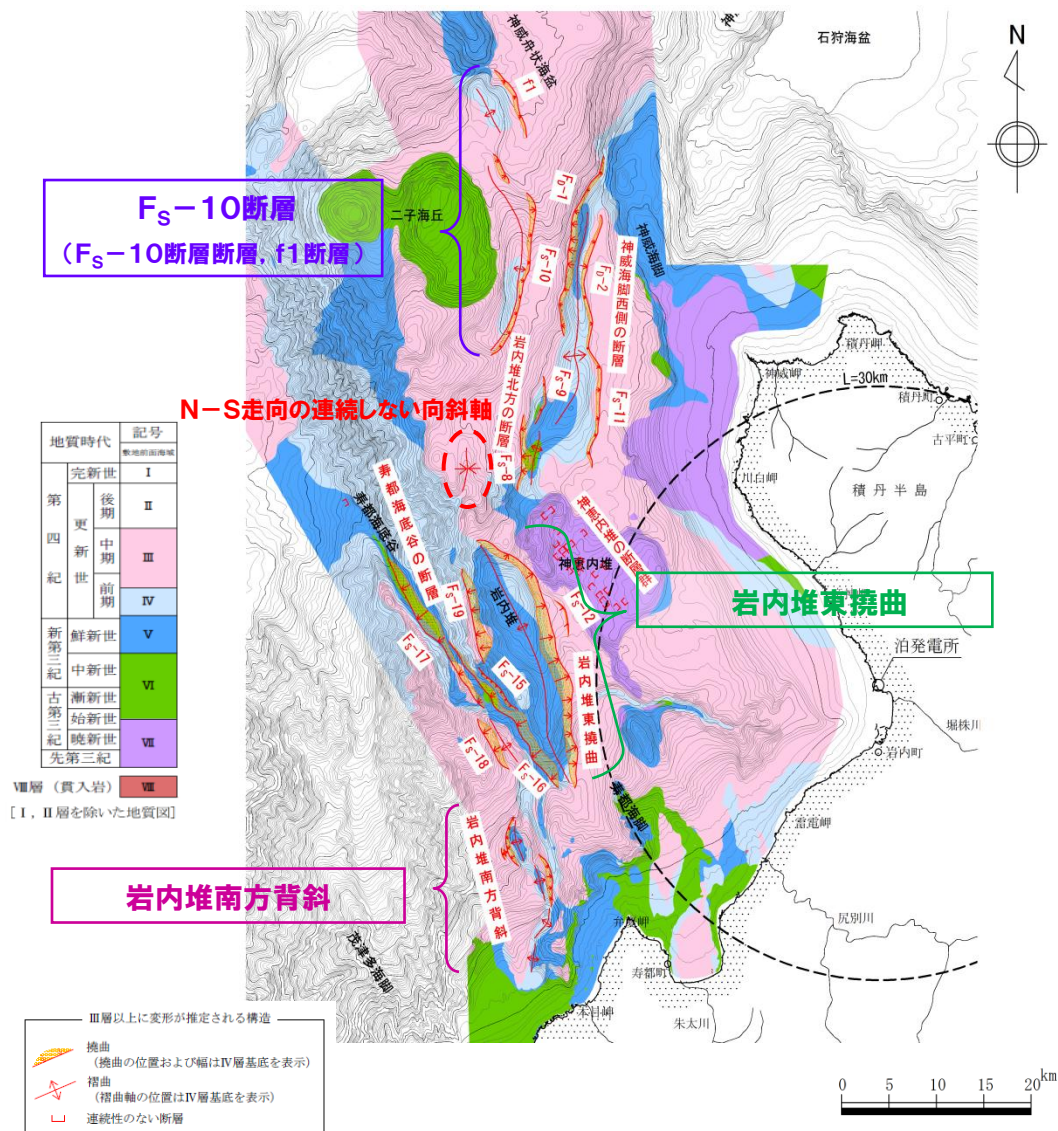 神威舟状海盆
石狩海盆
N
f1
FS-10断層
(FS-10断層断層, f1断層)
二子海丘
FD-1
FS-10
FD-2
神威海脚
神威海脚西側の断層
積丹岬
神威岬
L=30km
積丹町
古平町
岩内堆北方の断層
FS-9
FS-11
N-S走向の連続しない向斜軸
FS-8
川白岬
積丹半島
寿都海底谷
寿都海底谷の断層
神恵内堆
神恵内堆の断層群
FS-12
岩内堆東撓曲
FS-19
岩内堆
FS-17
FS-15
岩内堆東撓曲
泊発電所
堀株川
岩内町
FS-18
FS-16
寿都海脚
雷電岬
岩内堆南方背斜
岩内堆南方背斜
弁慶岬
尻別川
茂津多海脚
寿都町
本目岬
朱太川
地質時代
記号
敷地前面海域
第四紀
完新世
I
更新世
後期
II
中期
III
前期
IV
新第三紀
鮮新世
V
中新世
VI
古第三紀
漸新世
始新世
暁新世
VII
先第三紀
VIII層(貫入岩)
VIII
[I, II層を除いた地質図]
III層以上に変形が推定される構造
撓曲
(撓曲の位置および幅はIV層基底を表示)
褶曲
(褶曲軸の位置はIV層基底を表示)
連続性のない断層
0 5 10 15 20km